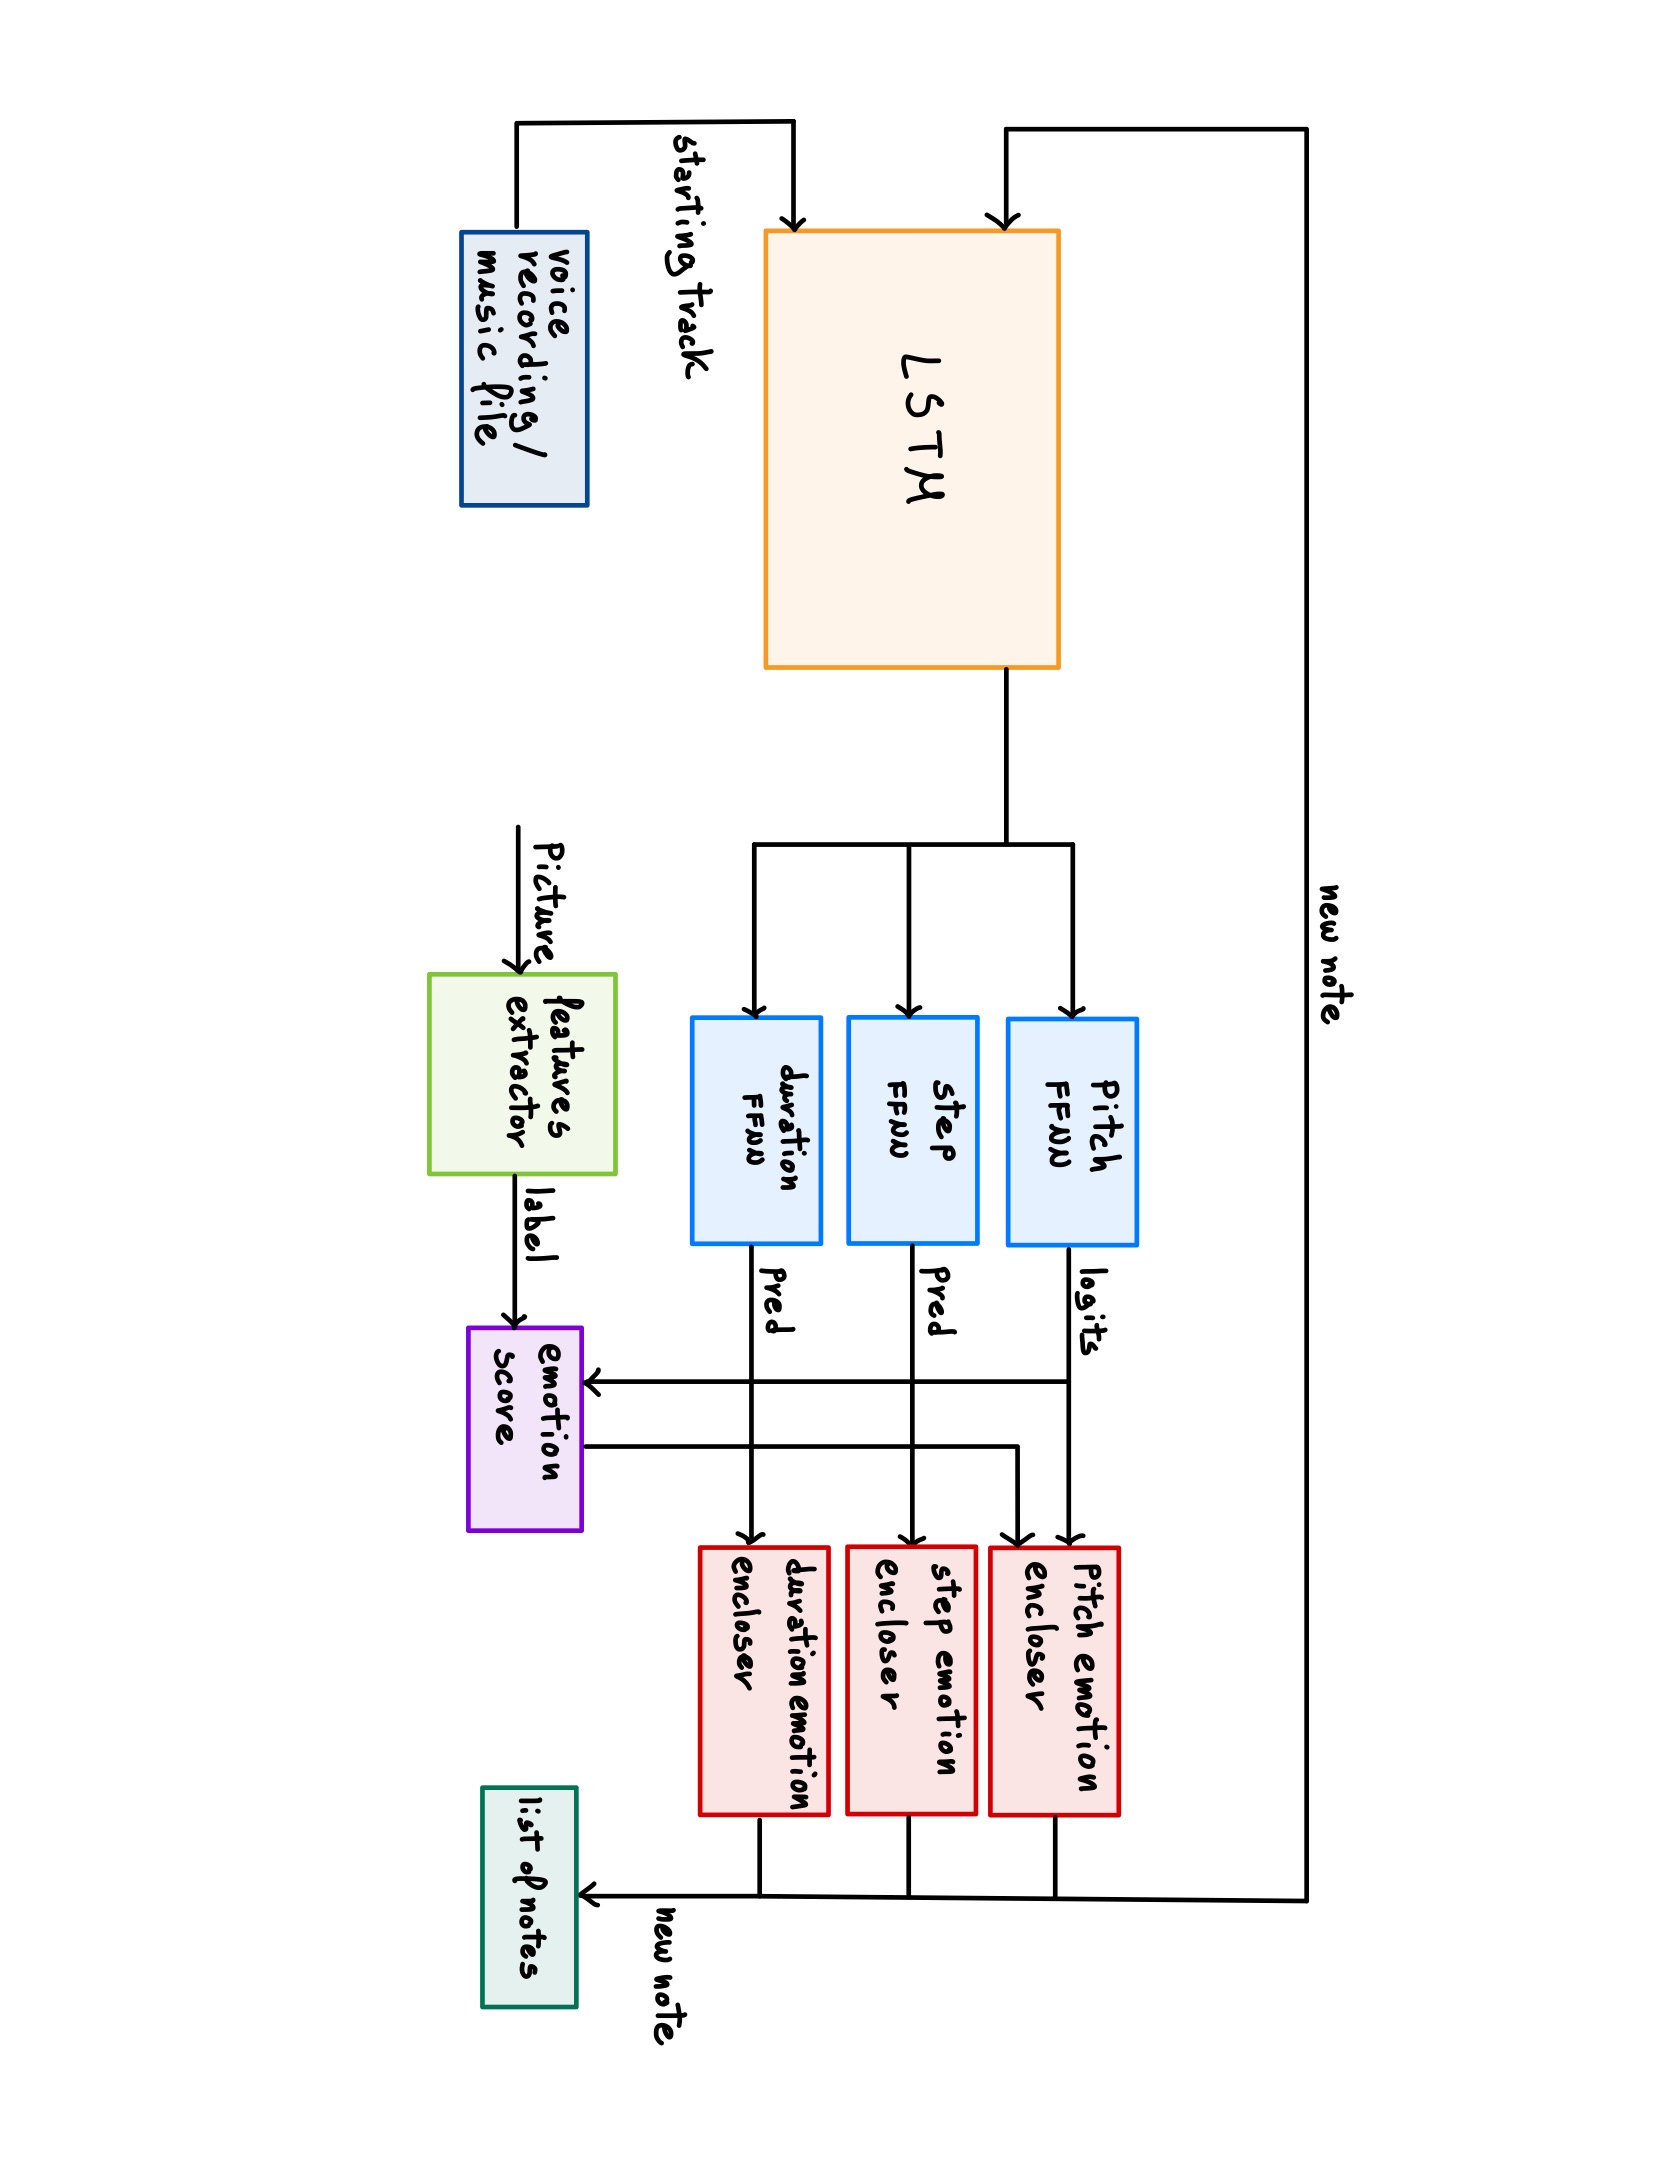 new note
Pitch
FFNN
logits
Pitch emotion
encloser
LSTM
step
FFNN
Pred
step emotion
encloser
starting track
duration
FFNN
Pred
duration emotion
encloser
new note
voice
recording/
music file
Picture
features
extractor
label
emotion
score
list of notes